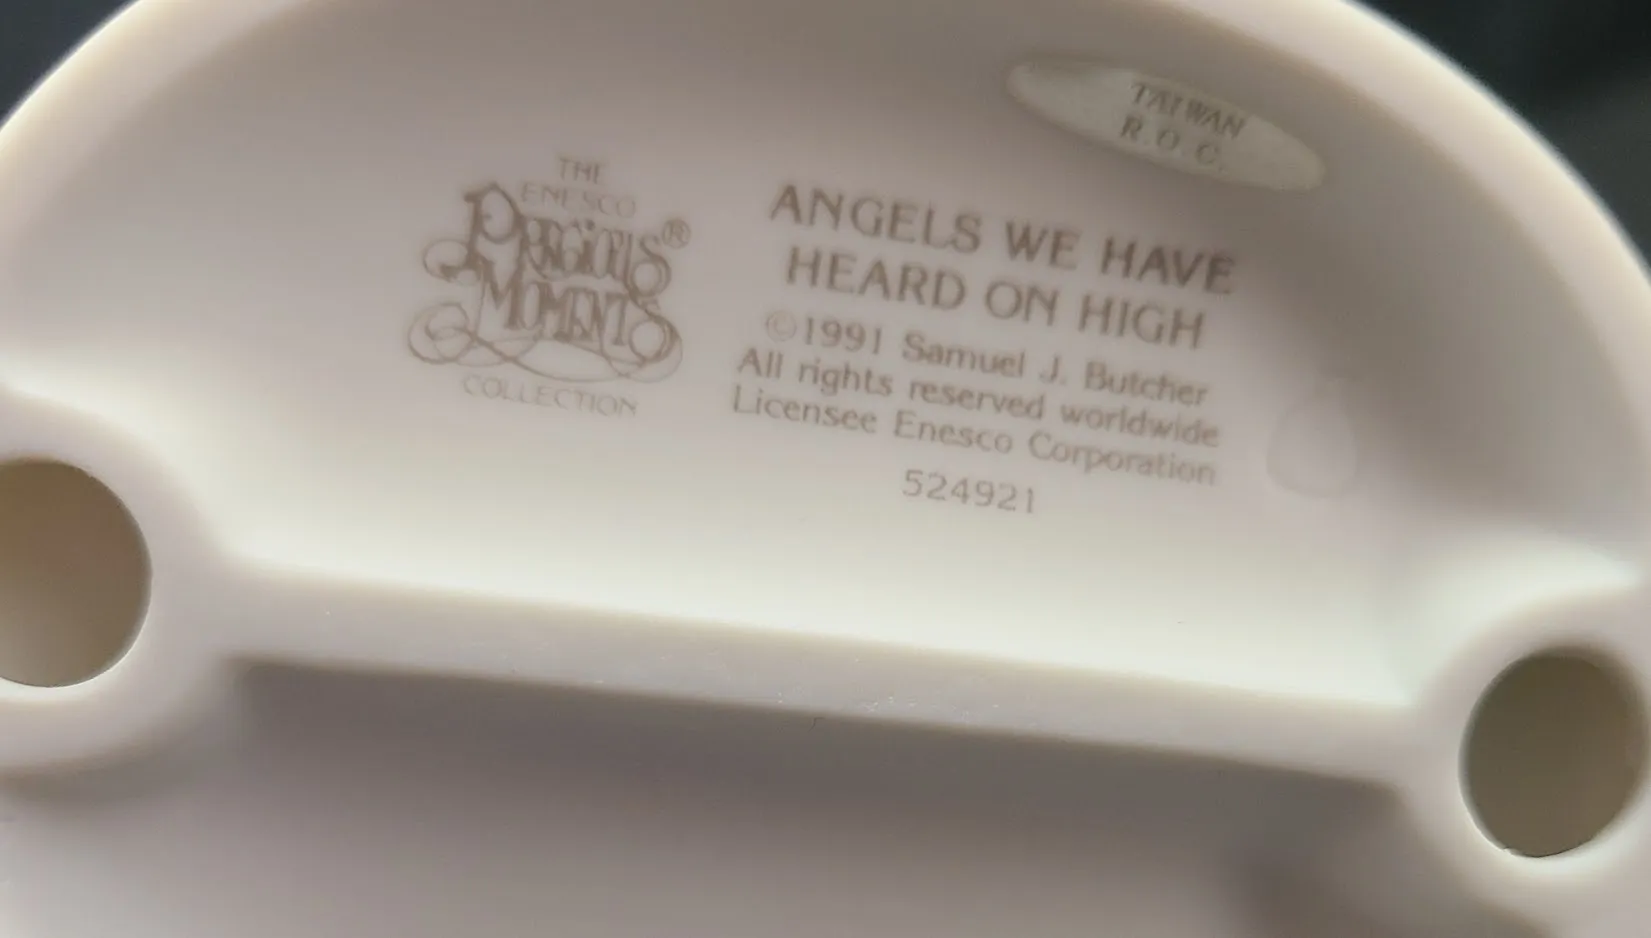 THE
ENESCO
PRECIOUS®
MOMENTS
COLLECTION
TAIWAN
R.O.C.
ANGELS WE HAVE
HEARD ON HIGH
©1991 Samuel J. Butcher
All rights reserved worldwide
Licensee Enesco Corporation
524921